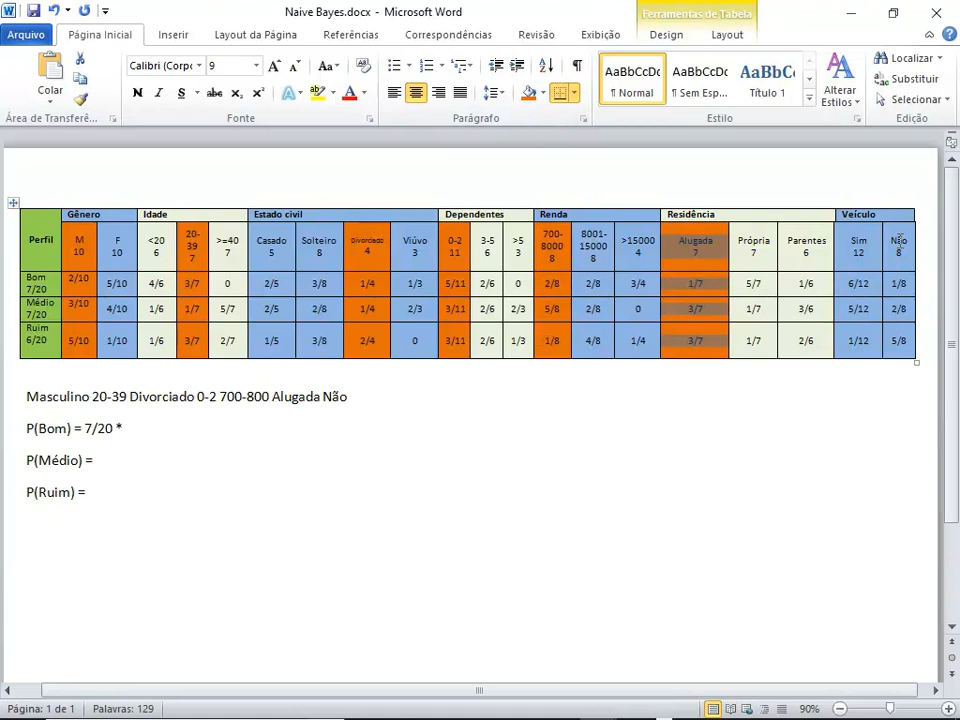 Naive Bayes.docx - Microsoft Word
Ferramentas de Tabela
Arquivo Página Inicial Inserir Layout da Página Referências Correspondências Revisão Exibição Design Layout
Calibri (Corpo 9
Colar
N I S abc x₂ x² A ab A
AaBbCcDc AaBbCcDc AaBbCc
¶ Normal ¶ Sem Esp... Título 1
Alterar Estilos
Localizar
Substituir
Selecionar
Área de Transferê... Fonte Parágrafo Estilo Edição
Perfil Gênero Idade Estado civil Dependentes Renda Residência Veículo
M 10 F 10 <20 6 20-39 7 >=40 7 Casado 5 Solteiro 8 Divorciado 4 Viúvo 3 0-2 11 3-5 6 >5 3 700-8000 8 8001-15000 8 >15000 4 Alugada 7 Própria 7 Parentes 6 Sim 12 Não 8
Bom 7/20 2/10 5/10 4/6 3/7 0 2/5 3/8 1/4 1/3 5/11 2/6 0 2/8 2/8 3/4 1/7 5/7 1/6 6/12 1/8
Médio 7/20 3/10 4/10 1/6 1/7 5/7 2/5 2/8 1/4 2/3 3/11 2/6 2/3 5/8 2/8 0 3/7 1/7 3/6 5/12 2/8
Ruim 6/20 5/10 1/10 1/6 3/7 2/7 1/5 3/8 2/4 0 3/11 2/6 1/3 1/8 4/8 1/4 3/7 1/7 2/6 1/12 5/8
Masculino 20-39 Divorciado 0-2 700-800 Alugada Não
P(Bom) = 7/20 *
P(Médio) =
P(Ruim) =
Página: 1 de 1 Palavras: 129 90%